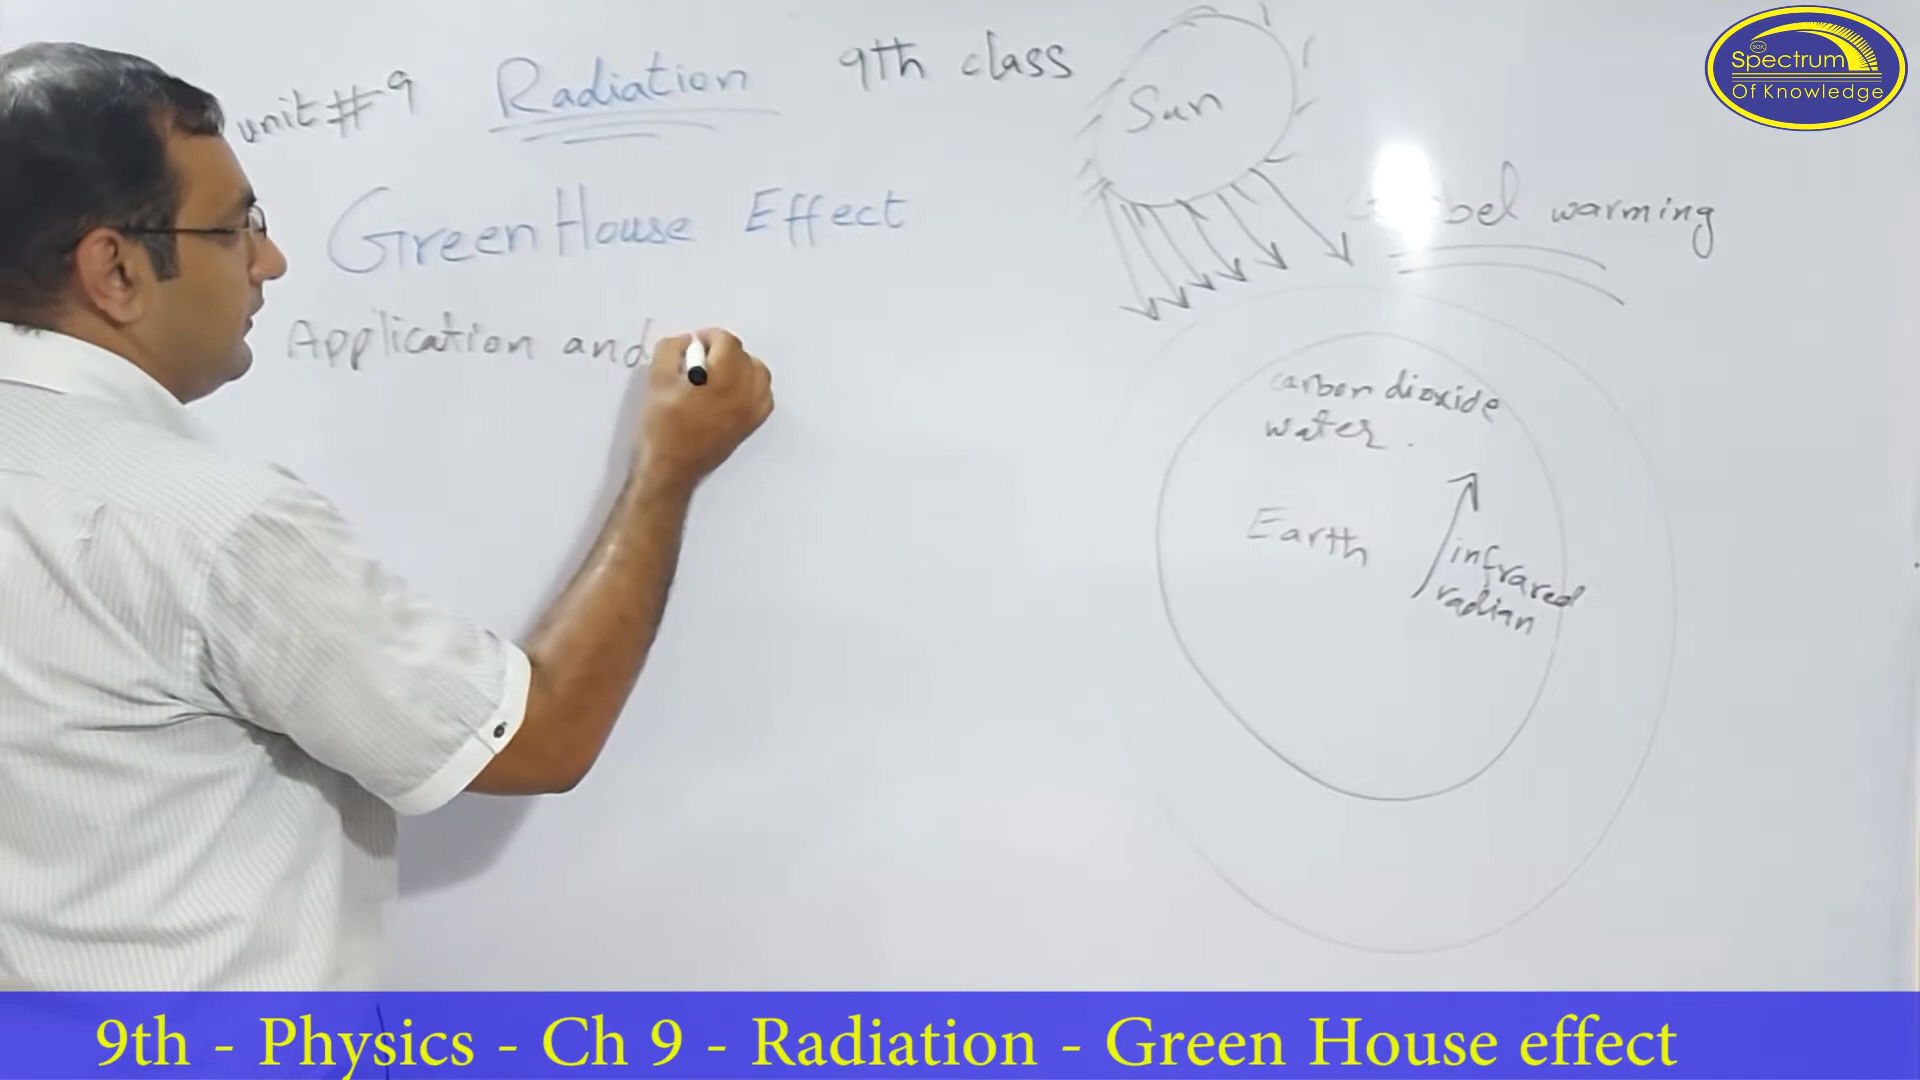 unit # 9 Radiation 9th class
Green House Effect
Application and
Sun
warming
carbon dioxide
water.
Earth
infrared
radian
SOK
Spectrum
Of Knowledge
9th - Physics - Ch 9 - Radiation - Green House effect